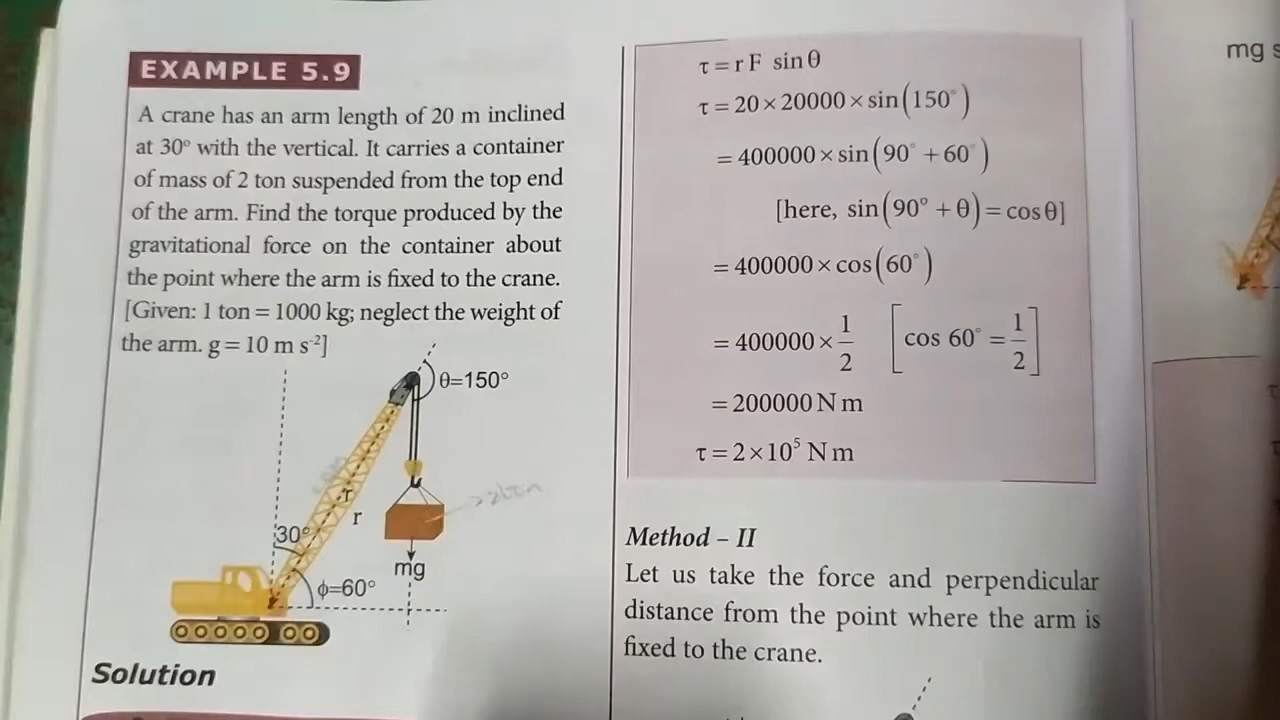 EXAMPLE 5.9
A crane has an arm length of 20 m inclined
at 30º with the vertical. It carries a container
of mass of 2 ton suspended from the top end
of the arm. Find the torque produced by the
gravitational force on the container about
the point where the arm is fixed to the crane.
[Given: 1 ton = 1000 kg; neglect the weight of
the arm. g = 10 m s⁻²]
θ=150°
r
r
30°
mg
ϕ=60°
Solution
τ = r F sin θ
τ = 20 × 20000 × sin(150°)
= 400000 × sin(90° + 60°)
[here, sin(90° + θ) = cos θ]
= 400000 × cos(60°)
= 400000 × 1/2 [cos 60° = 1/2]
= 200000 N m
τ = 2 × 10⁵ N m
Method – II
Let us take the force and perpendicular
distance from the point where the arm is
fixed to the crane.
mg s